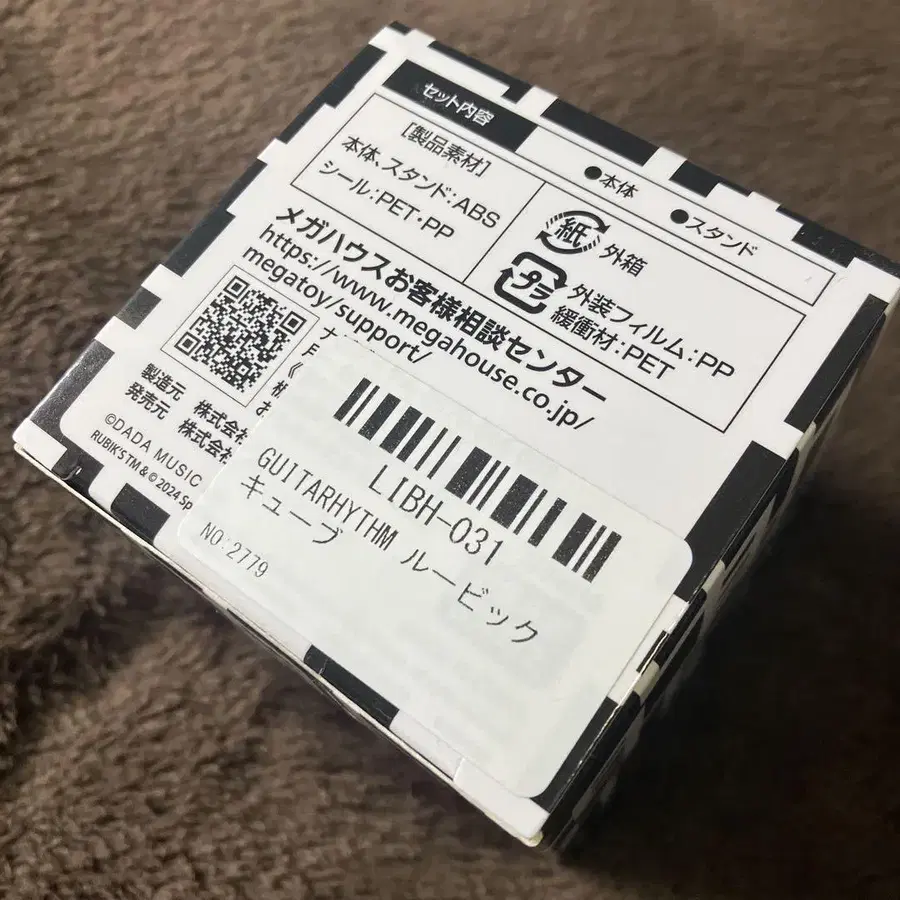 セット内容
●本体
●スタンド
[製品素材]
本体、スタンド:ABS
シール:PET・PP
紙
外箱
プラ
外装フィルム:PP
緩衝材:PET
メガハウスお客様相談センター
https://www.megahouse.co.jp/
megatoy/support/
製造元 株式会
発売元 株式会
©DADA MUSIC
RUBIK'S TM & © 2024 Sp
LIBH-031
GUITARHYTHM ルービック
キューブ
NO:2779